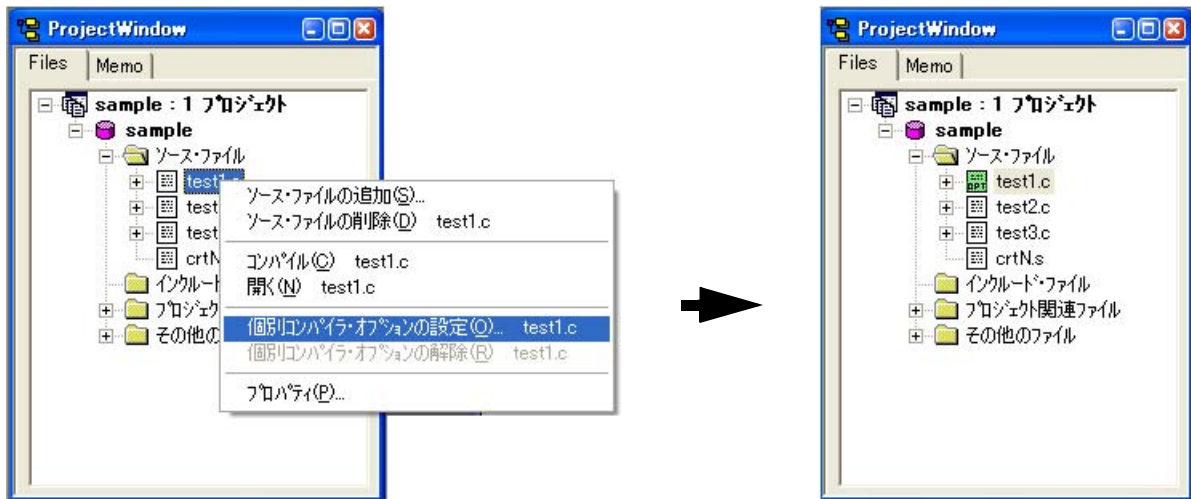 ProjectWindow
Files Memo
sample : 1 プロジェクト
sample
ソース・ファイル
test1.c
test
test
crtN
インクルード
プロジェク
その他の
ソース・ファイルの追加(S)...
ソース・ファイルの削除(D) test1.c
コンパイル(C) test1.c
開く(N) test1.c
個別コンパイラ・オプションの設定(O)... test1.c
個別コンパイラ・オプションの解除(R) test1.c
プロパティ(P)...
ProjectWindow
Files Memo
sample : 1 プロジェクト
sample
ソース・ファイル
OPT test1.c
test2.c
test3.c
crtN.s
インクルード・ファイル
プロジェクト関連ファイル
その他のファイル